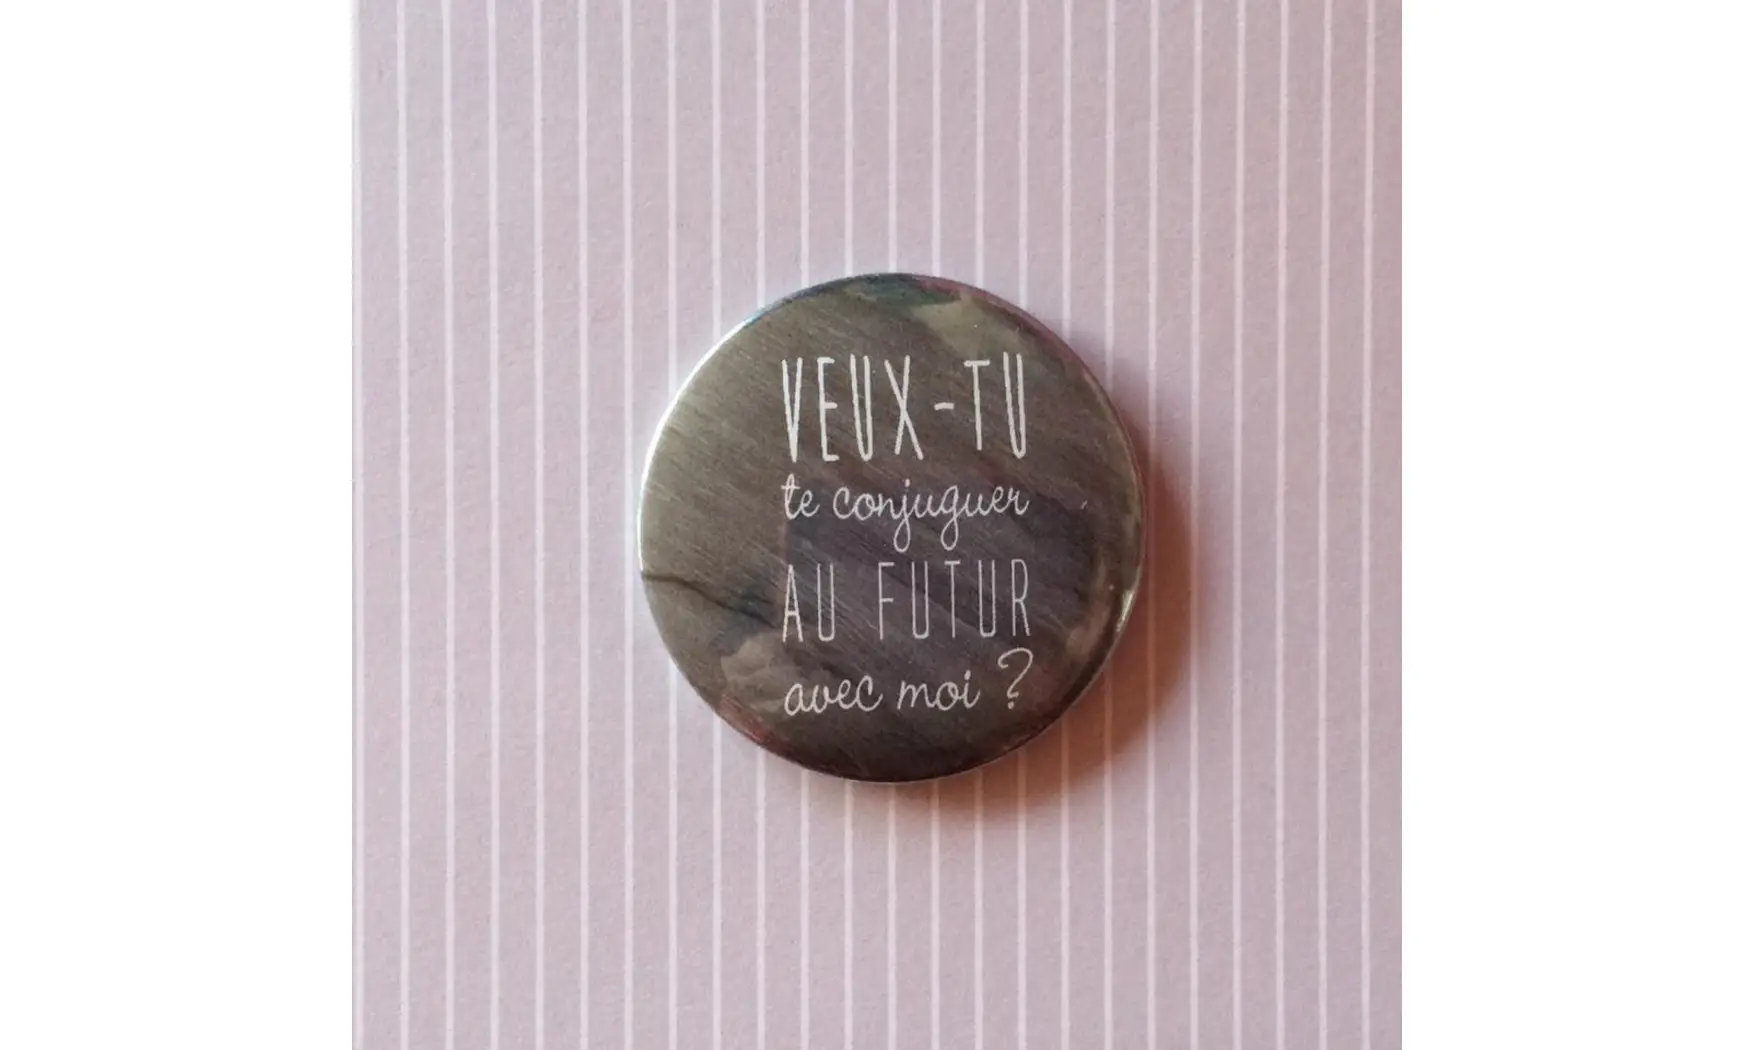 VEUX-TU
te conjuguer
AU FUTUR
avec moi ?